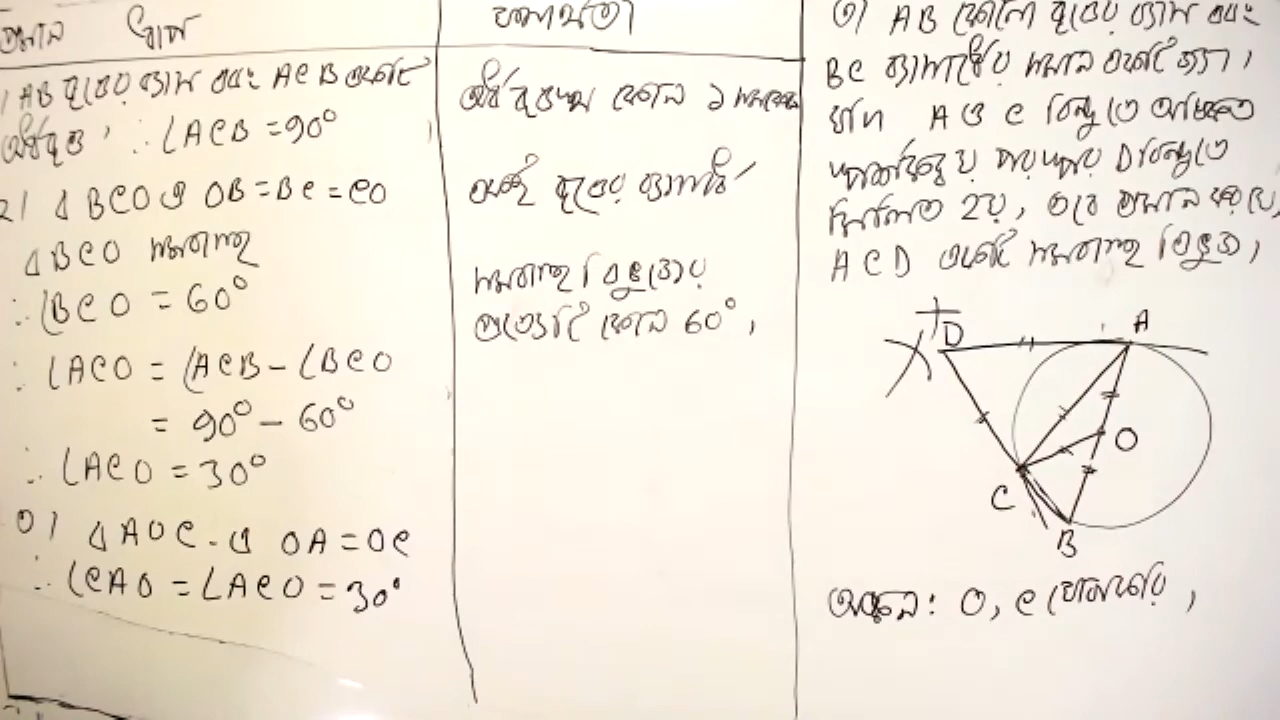 প্রমান ধাপ
১। AB বৃত্তের ব্যাস এবং ACB একটি
অর্ধবৃত্ত ∴ ∠ACB = 90°
২। Δ BCO এ OB = BC = CO
Δ BCO সমবাহু
∴ ∠BCO = 60°
∴ ∠ACO = ∠ACB - ∠BCO
= 90° - 60°
∴ ∠ACO = 30°
৩। Δ AOC - এ OA = OC
∴ ∠CAO = ∠ACO = 30°
যথার্থতা
অর্ধবৃত্তস্থ কোন ১ সমকোন
একই বৃত্তের ব্যাসার্ধ
সমবাহু ত্রিভুজের
প্রত্যেকটি কোন 60°,
৩) AB কোনো বৃত্তের ব্যাস এবং
BC ব্যাসার্ধের সমান একটি জ্যা।
যদি A ও C বিন্দুতে অঙ্কিত
স্পর্শকদ্বয় পরস্পর D বিন্দুতে
মিলিত হয়, তবে প্রমান কর যে,
ACD একটি সমবাহু ত্রিভুজ,
D A
O
C
B
অঙ্কন: O, C যোগ করি,